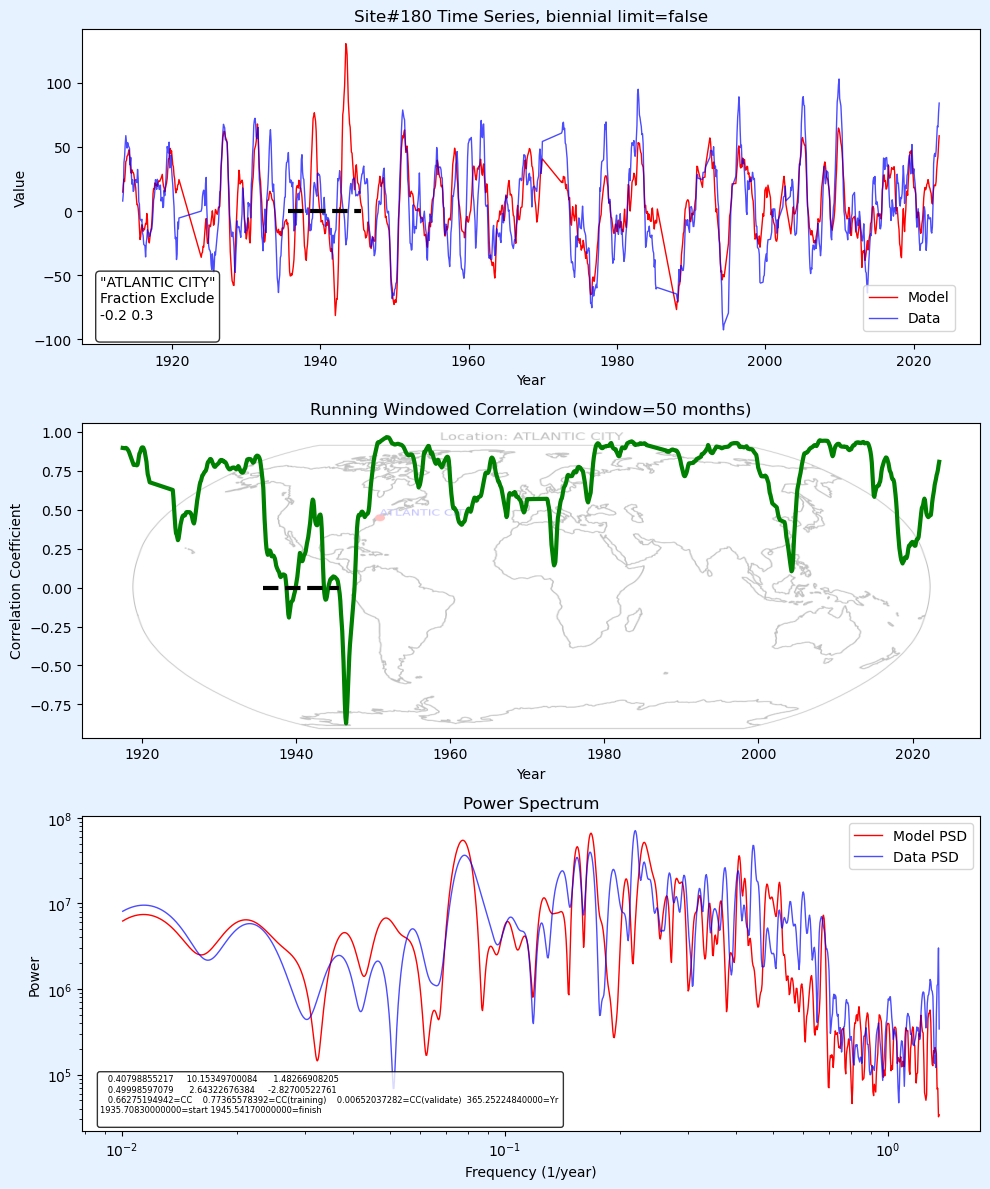 Site#180 Time Series, biennial limit=false
Value
100
50
0
−50
−100
"ATLANTIC CITY"
Fraction Exclude
-0.2 0.3
Model
Data
1920 1940 1960 1980 2000 2020
Year
Running Windowed Correlation (window=50 months)
Correlation Coefficient
1.00
0.75
0.50
0.25
0.00
−0.25
−0.50
−0.75
Location: ATLANTIC CITY
ATLANTIC C
1920 1940 1960 1980 2000 2020
Year
Power Spectrum
Power
10^8
10^7
10^6
10^5
Model PSD
Data PSD
0.40798855217 10.15349700084 1.48266908205
0.49998597079 2.64322676384 -2.82700522761
0.66275194942=CC 0.77365578392=CC(training) 0.00652037282=CC(validate) 365.25224840000=Yr
1935.70830000000=start 1945.54170000000=finish
10^−2 10^−1 10^0
Frequency (1/year)